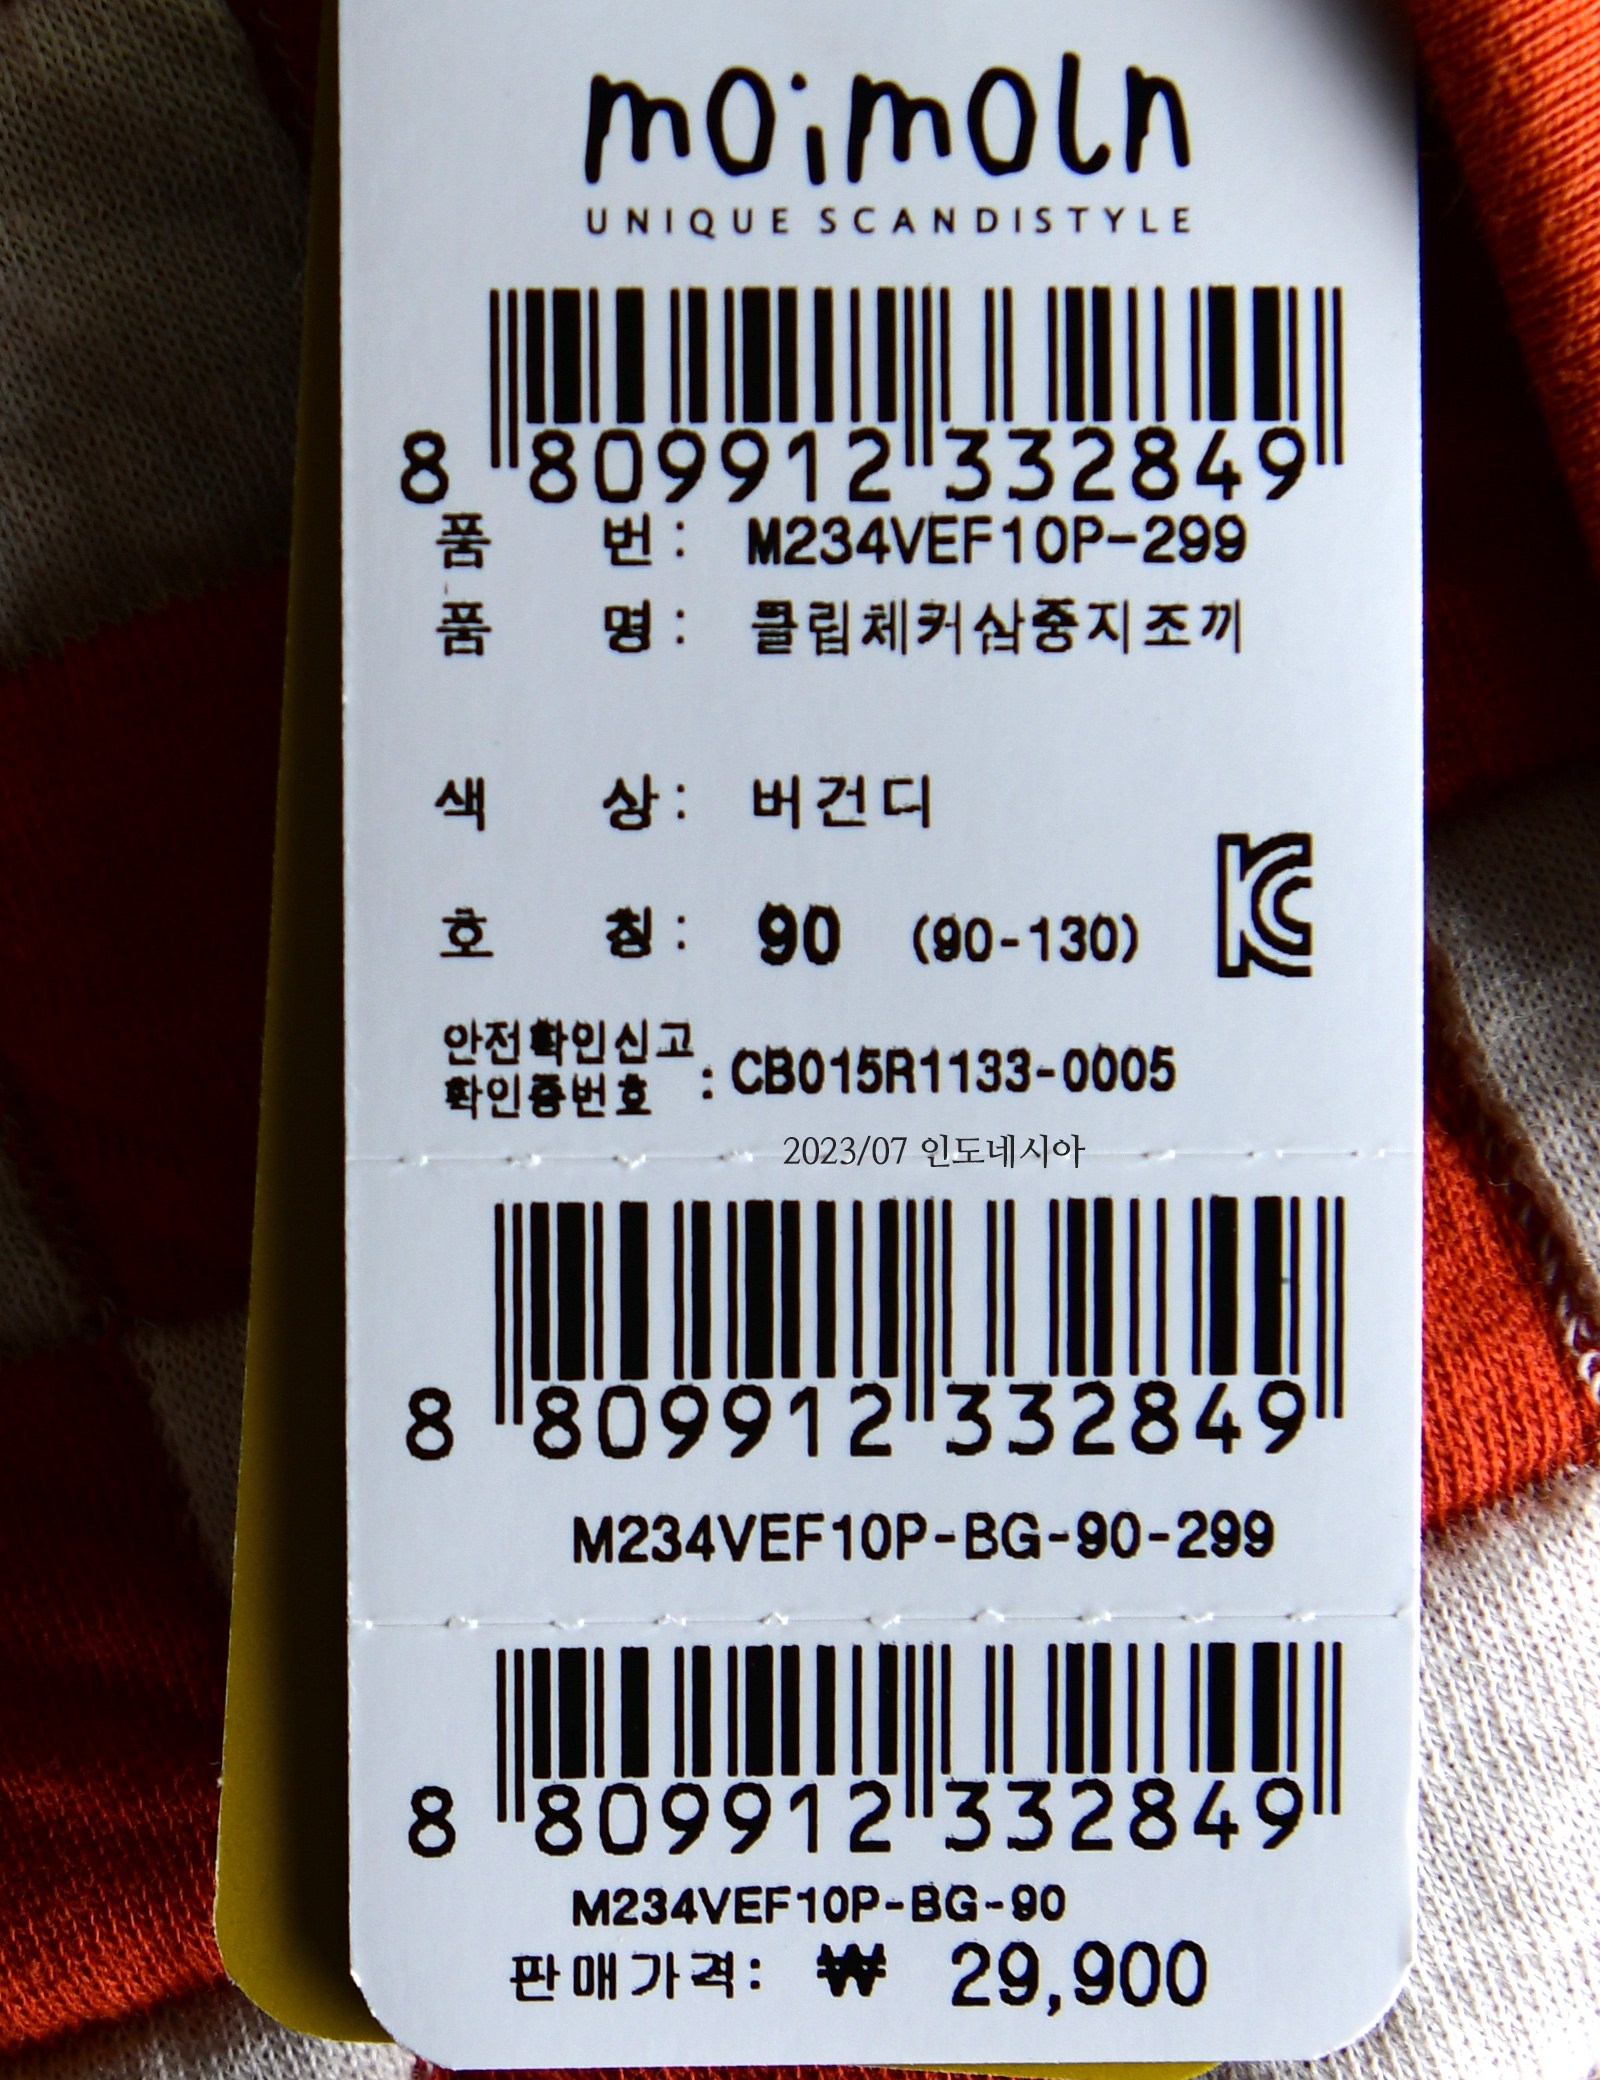 moimoln
UNIQUE SCANDISTYLE
8 809912 332849
품 번 : M234VEF10P-299
품 명 : 클립체커삼중지조끼
색 상 : 버건디
호 칭 : 90 (90-130)
KC
안전확인신고
확인증번호 : CB015R1133-0005
2023/07 인도네시아
8 809912 332849
M234VEF10P-BG-90-299
8 809912 332849
M234VEF10P-BG-90
판매가격: ₩ 29,900